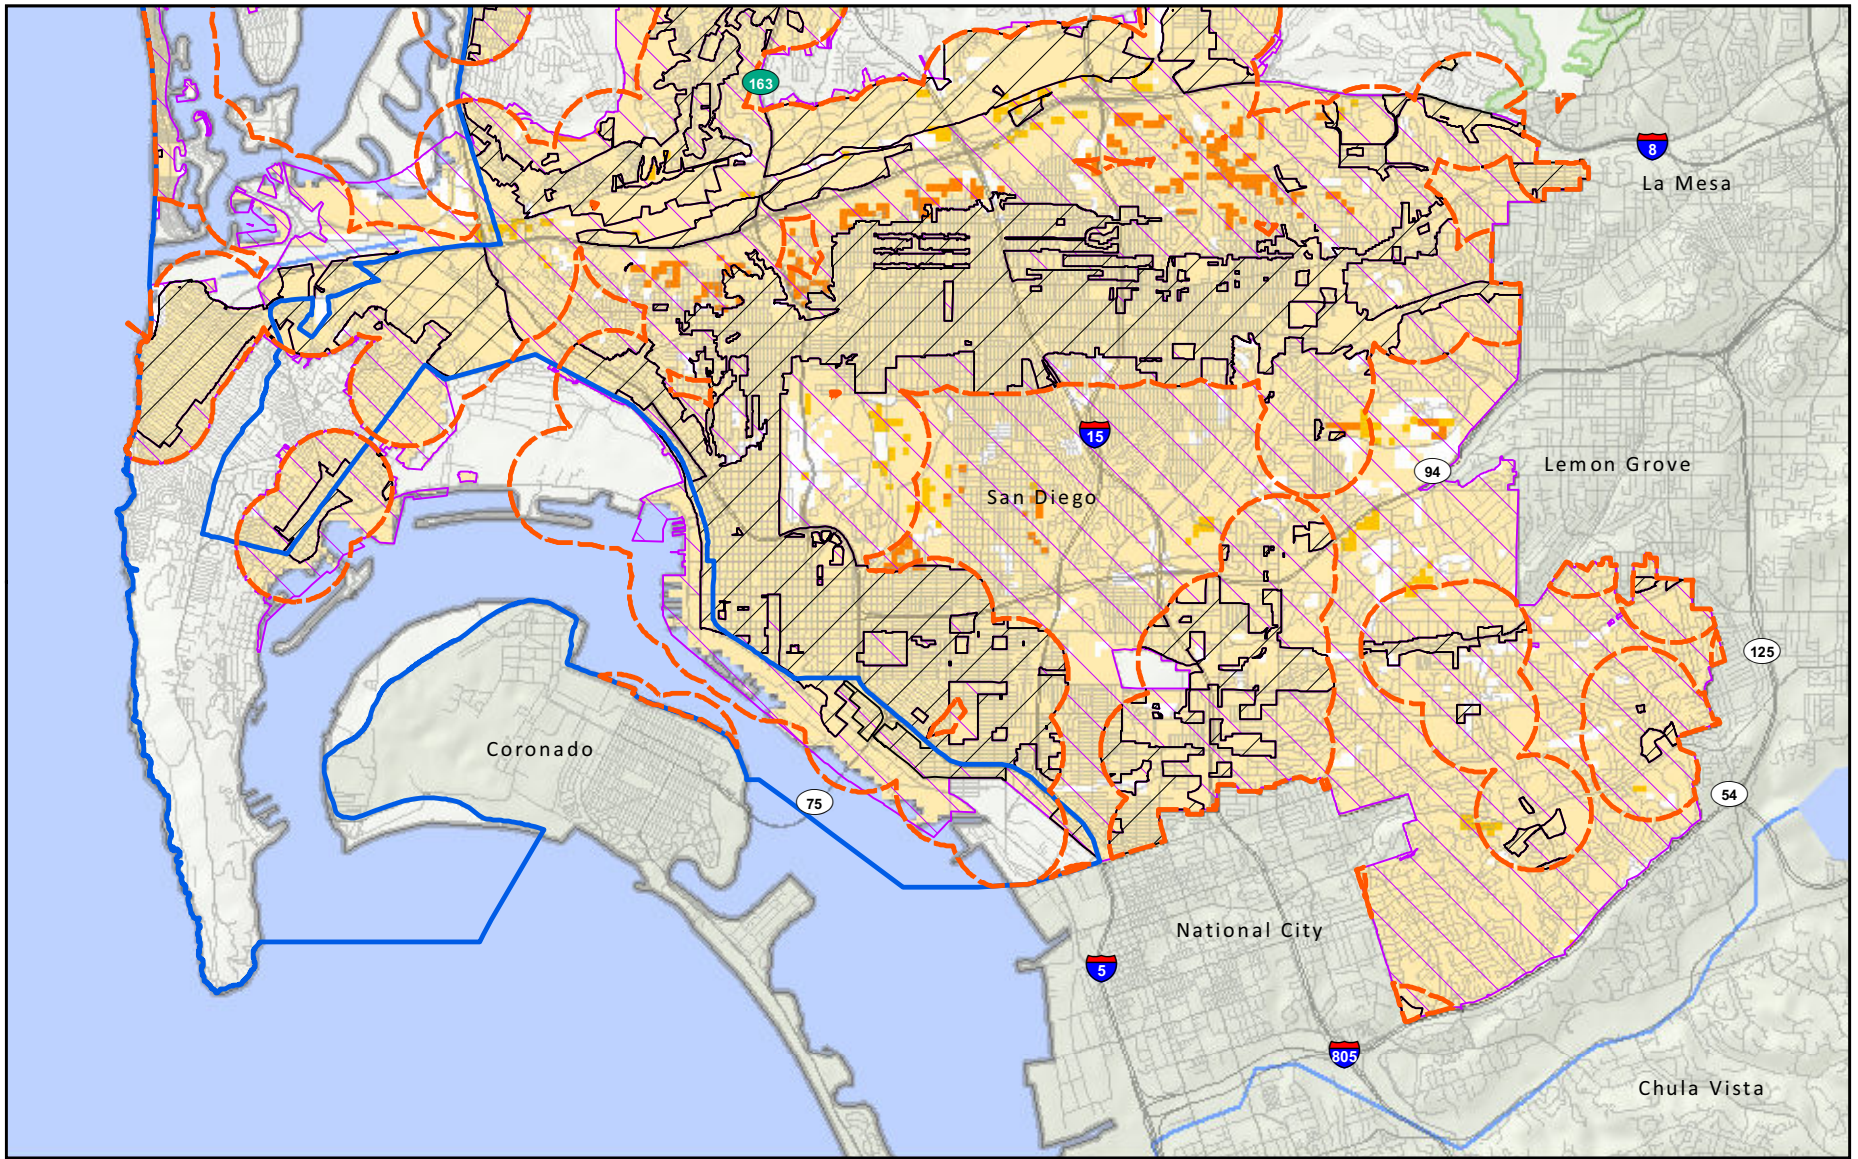 163
8
La Mesa
15
94
Lemon Grove
San Diego
125
Coronado
75
54
National City
5
805
Chula Vista